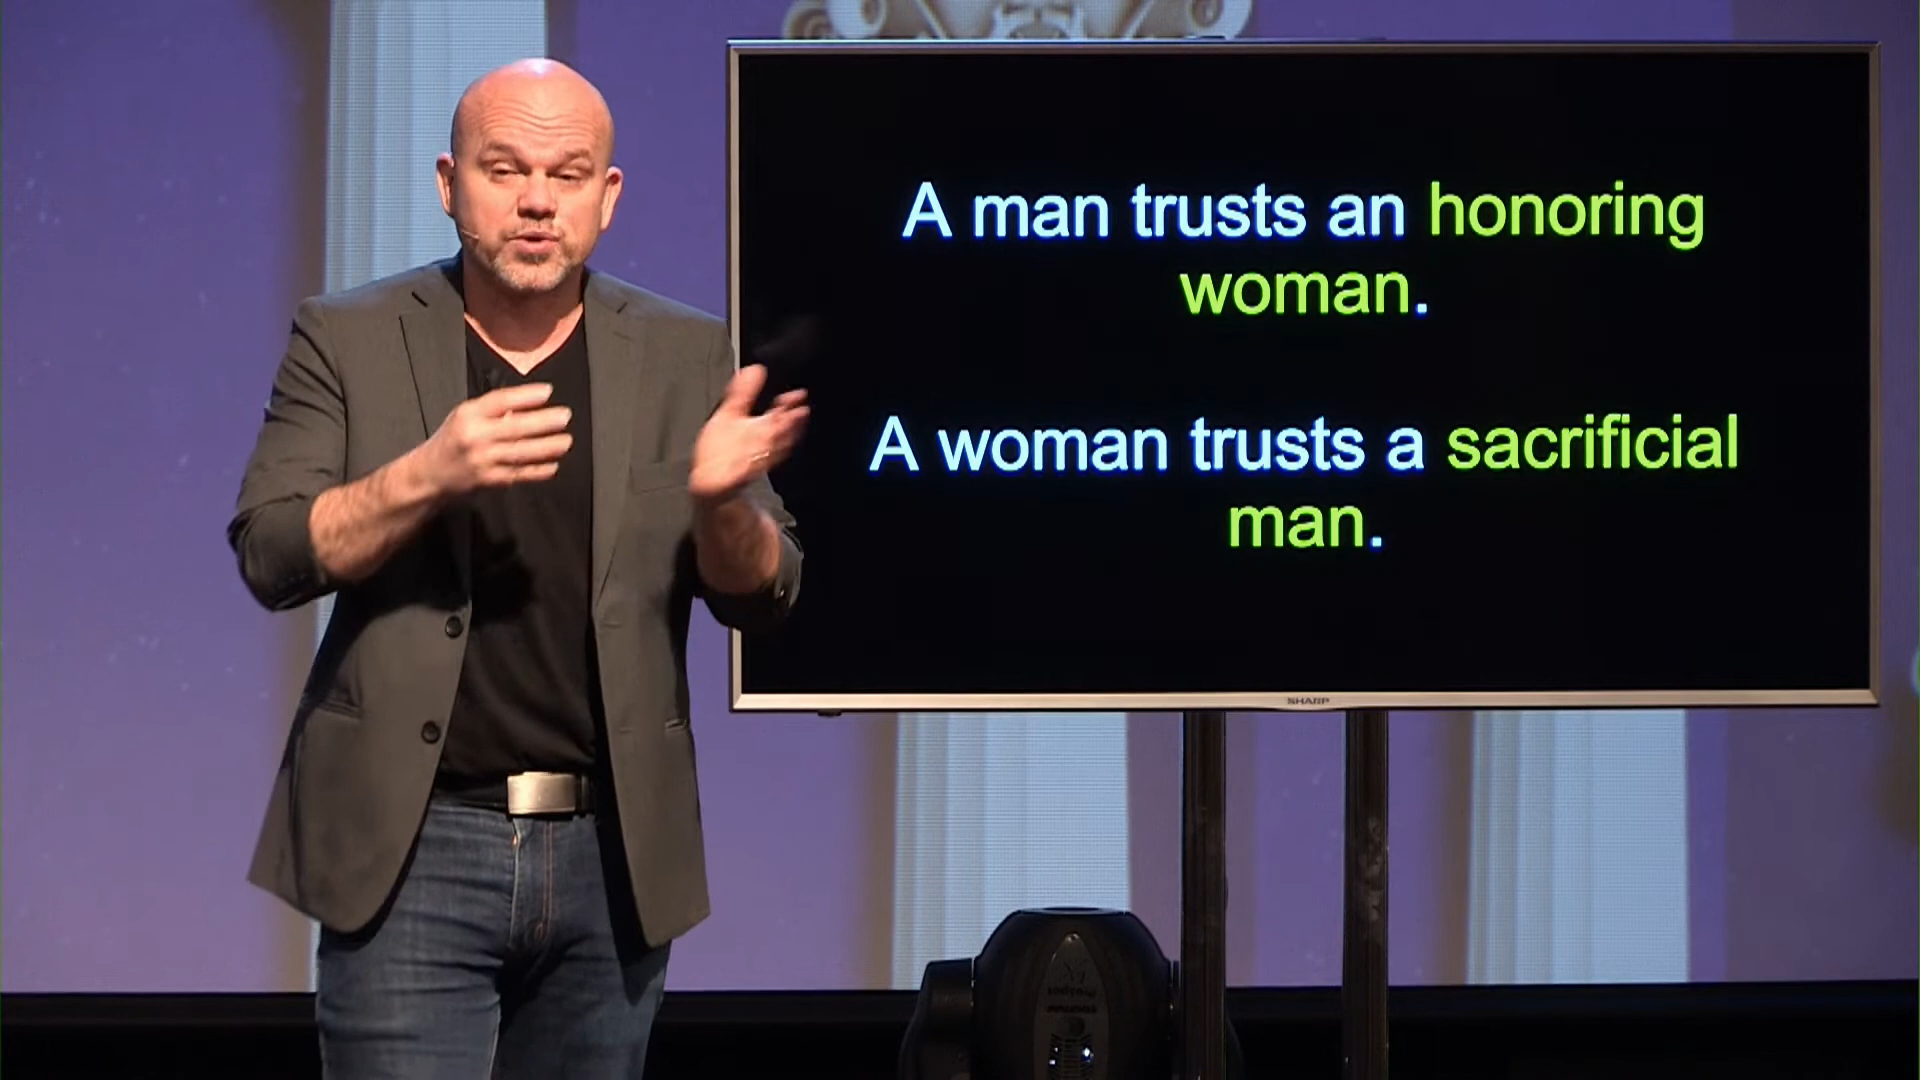 A man trusts an honoring
woman.
A woman trusts a sacrificial
man.
SHARP